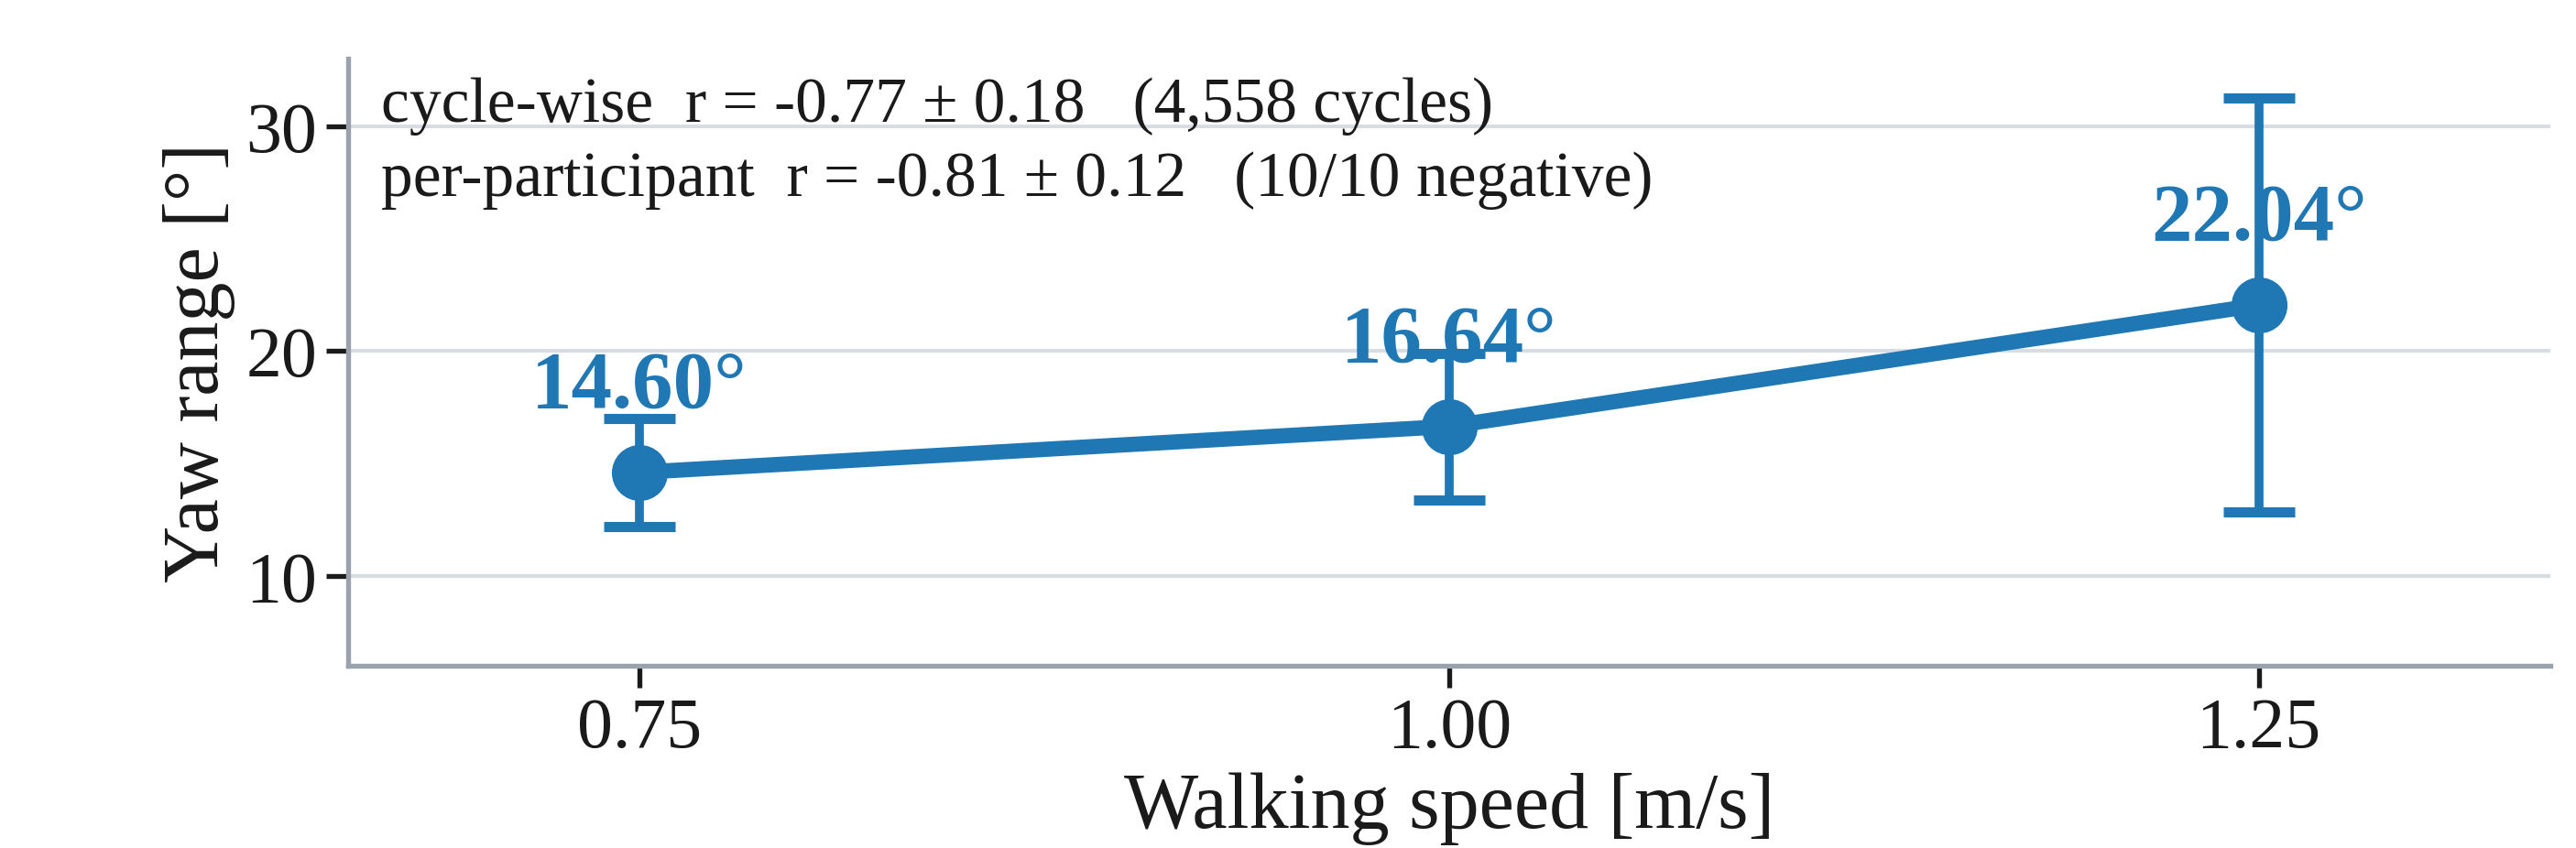 cycle-wise  r = -0.77 ± 0.18   (4,558 cycles)
per-participant  r = -0.81 ± 0.12   (10/10 negative)
Yaw range [°]
30
20
10
14.60°
16.64°
22.04°
0.75
1.00
1.25
Walking speed [m/s]